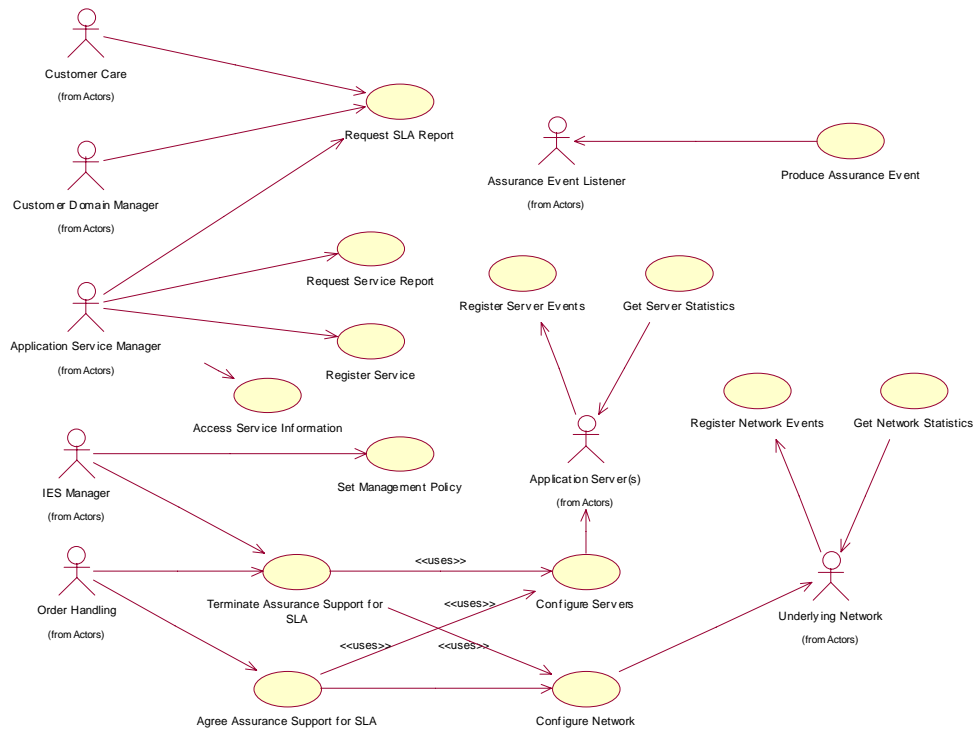 Customer Care
(from Actors)
Request SLA Report
Customer Domain Manager
(from Actors)
Assurance Event Listener
(from Actors)
Produce Assurance Event
Request Service Report
Register Server Events
Get Server Statistics
Application Service Manager
(from Actors)
Register Service
Access Service Information
Register Network Events
Get Network Statistics
IES Manager
(from Actors)
Set Management Policy
Application Server(s)
(from Actors)
Order Handling
(from Actors)
<<uses>>
Terminate Assurance Support for
SLA
<<uses>>
Configure Servers
Underlying Network
(from Actors)
<<uses>>
<<uses>>
Agree Assurance Support for SLA
Configure Network